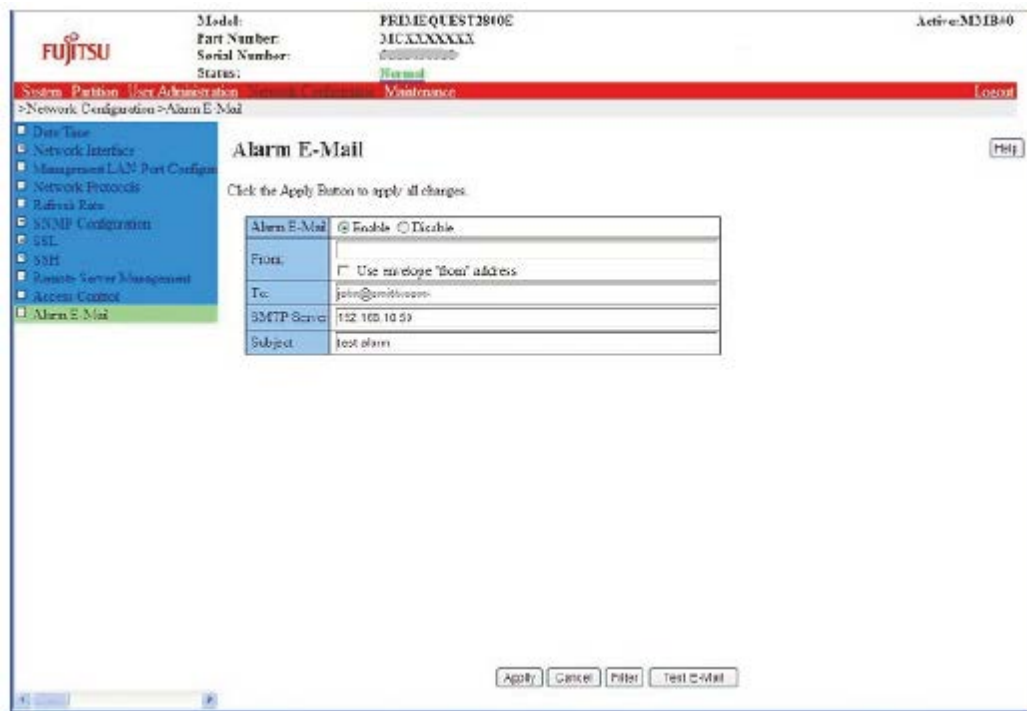 FUJITSU
Model: PRIMEQUEST2800E
Part Number: MCXXXXXXX
Serial Number:
Status: Normal
Active:MMB#0
System Partition User Administration Network Configuration Maintenance Logout
>Network Configuration >Alarm E-Mail
Date/Time
Network Interface
Management LAN Port Configur
Network Protocols
Refresh Rate
SNMP Configuration
SSL
SSH
Remote Server Management
Access Control
Alarm E-Mail
Alarm E-Mail
Help
Click the Apply Button to apply all changes.
Alarm E-Mail Enable Disable
From:
Use envelope "from" address
To: john@smith.com
SMTP Server 192.168.10.50
Subject test alarm
Apply Cancel Filter Test E-Mail